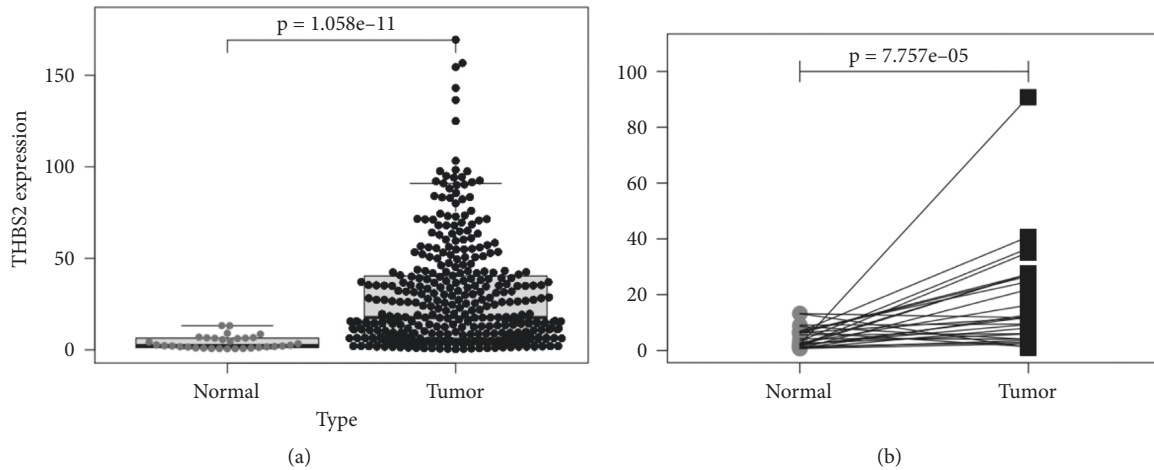 p = 1.058e–11
150
100
50
0
THBS2 expression
Normal
Tumor
Type
(a)
p = 7.757e–05
100
80
60
40
20
0
Normal
Tumor
(b)